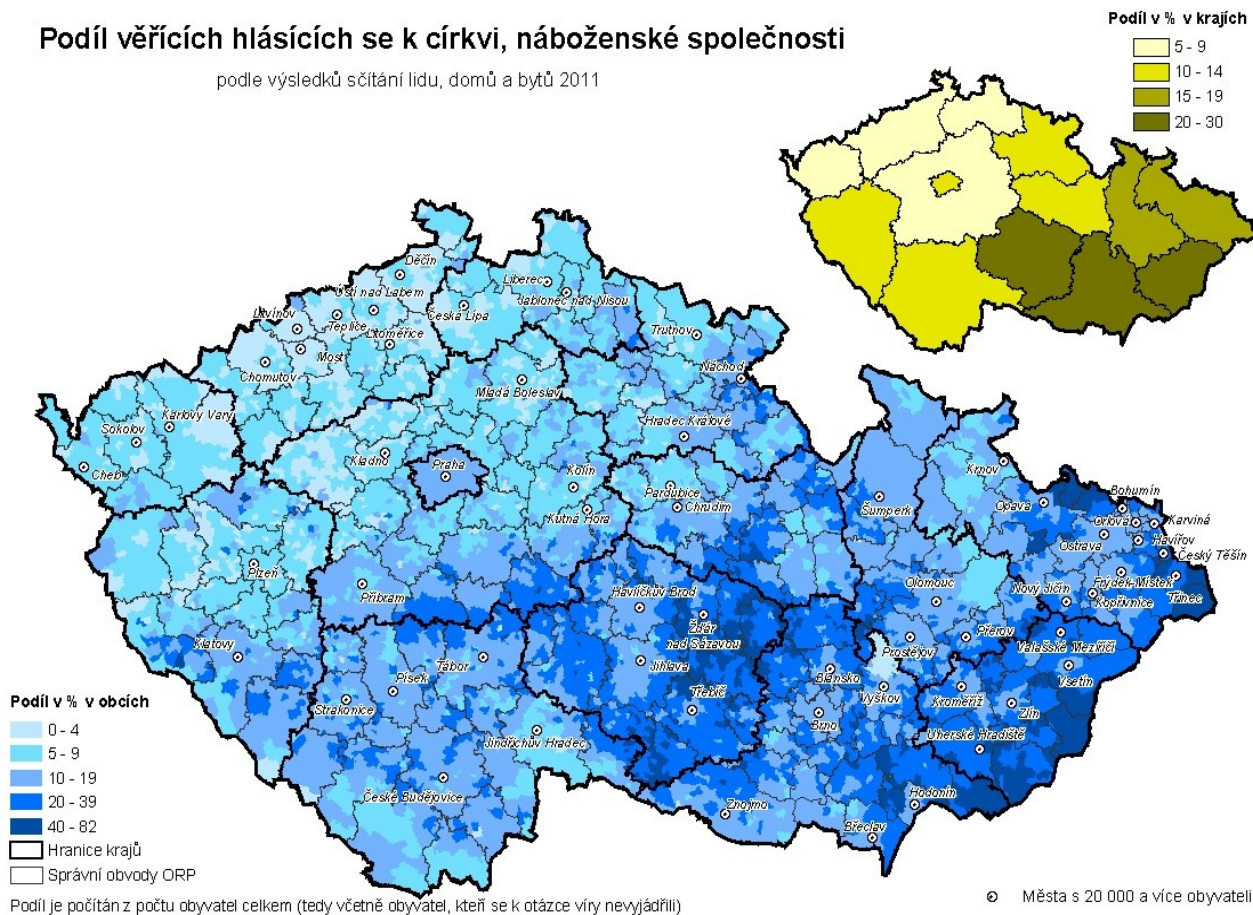 Podíl věřících hlásících se k církvi, náboženské společnosti
podle výsledků sčítání lidu, domů a bytů 2011
Podíl v % v krajích
5 - 9
10 - 14
15 - 19
20 - 30
Děčín
Liberec
Ústí nad Labem
Jablonec nad Nisou
Litvínov
Teplice
Česká Lípa
Litoměřice
Trutnov
Most
Chomutov
Náchod
Mladá Boleslav
Karlovy Vary
Hradec Králové
Sokolov
Kladno
Praha
Kolín
Cheb
Krnov
Pardubice
Bohumín
Chrudim
Kutná Hora
Šumperk
Opava
Orlová
Karviná
Ostrava
Havířov
Český Těšín
Plzeň
Příbram
Havlíčkův Brod
Olomouc
Nový Jičín
Frýdek-Místek
Třinec
Kopřivnice
Žďár
nad Sázavou
Klatovy
Tábor
Přerov
Prostějov
Valašské Meziříčí
Jihlava
Blansko
Vsetín
Písek
Strakonice
Třebíč
Vyškov
Kroměříž
Zlín
Brno
Jindřichův Hradec
Uherské Hradiště
České Budějovice
Hodonín
Znojmo
Břeclav
Podíl v % v obcích
0 - 4
5 - 9
10 - 19
20 - 39
40 - 82
Hranice krajů
Správní obvody ORP
Města s 20 000 a více obyvateli
Podíl je počítán z počtu obyvatel celkem (tedy včetně obyvatel, kteří se k otázce víry nevyjádřili)